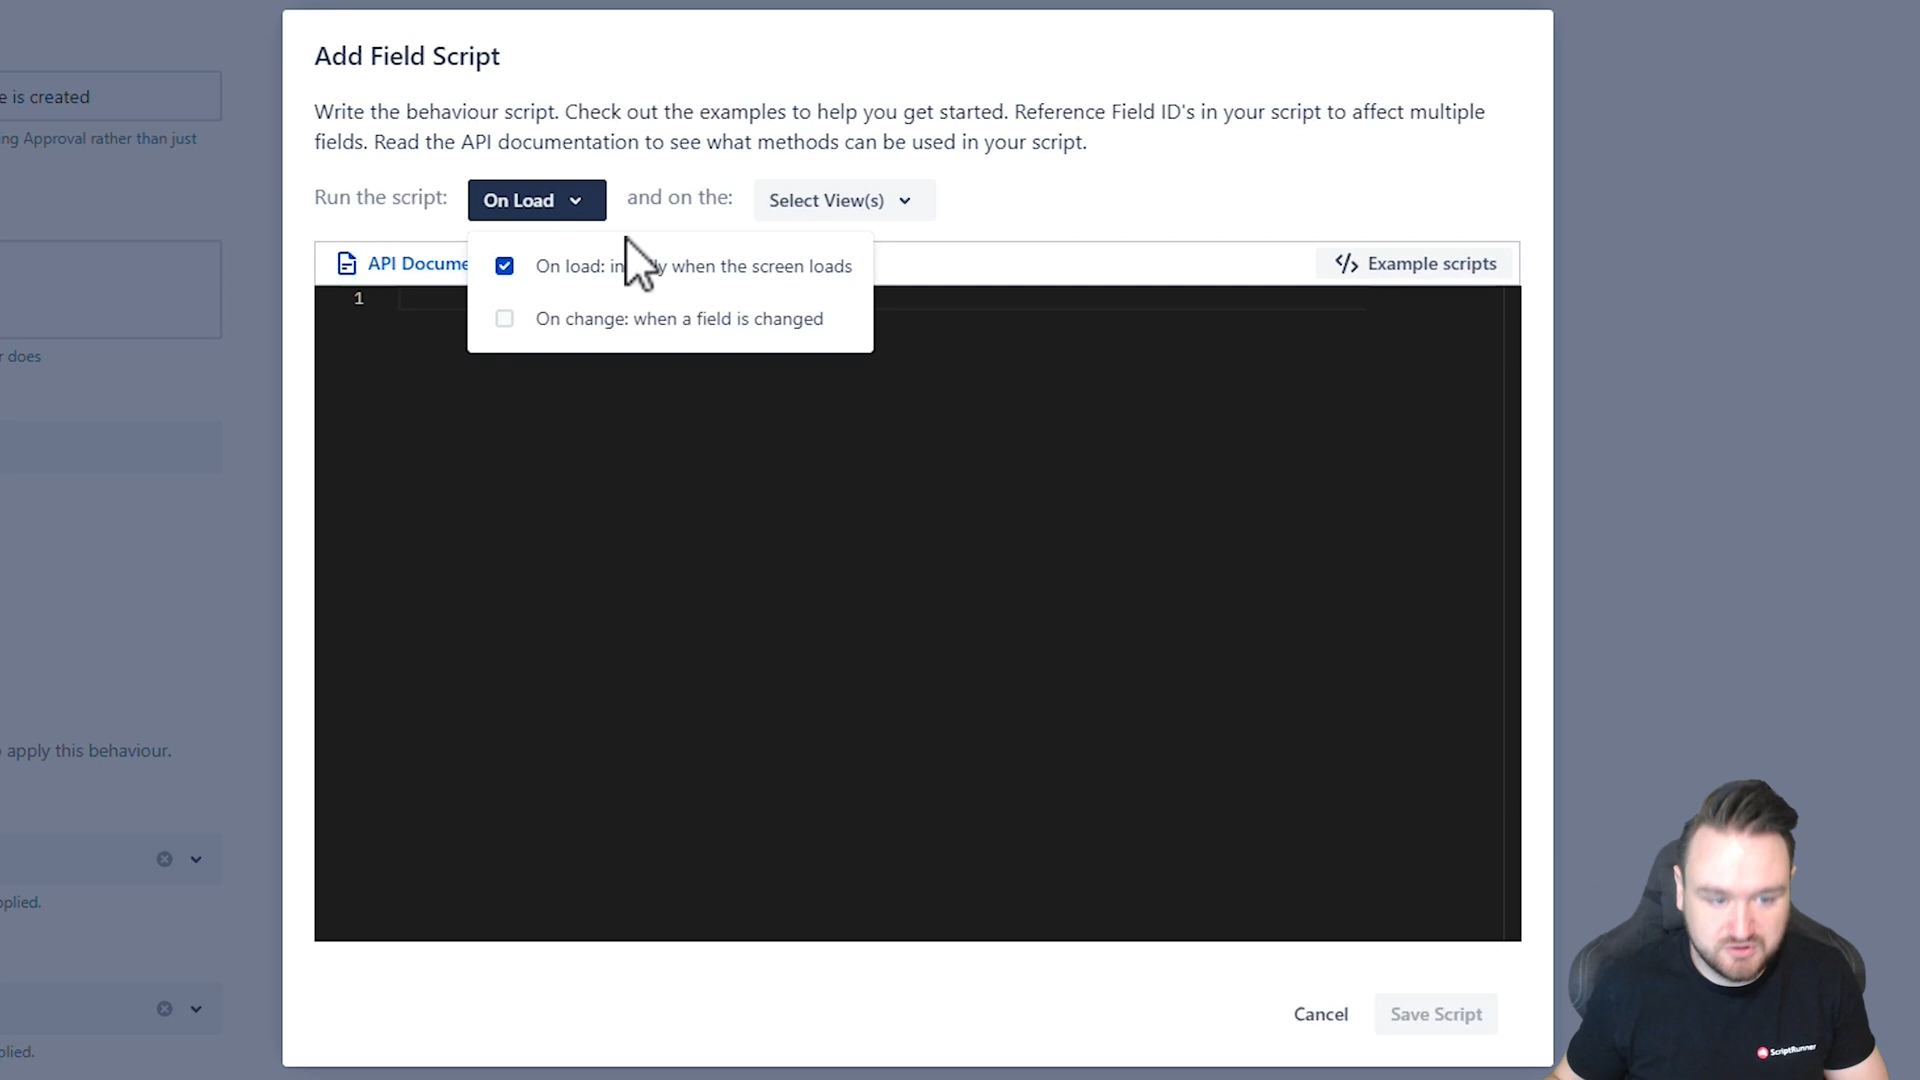 Add Field Script
Write the behaviour script. Check out the examples to help you get started. Reference Field ID's in your script to affect multiple
fields. Read the API documentation to see what methods can be used in your script.
Run the script: On Load and on the: Select View(s)
API Docume
Example scripts
On load: in y when the screen loads
On change: when a field is changed
1
Cancel
Save Script
e is created
ng Approval rather than just
r does
apply this behaviour.
pplied.
plied.
ScriptRunner